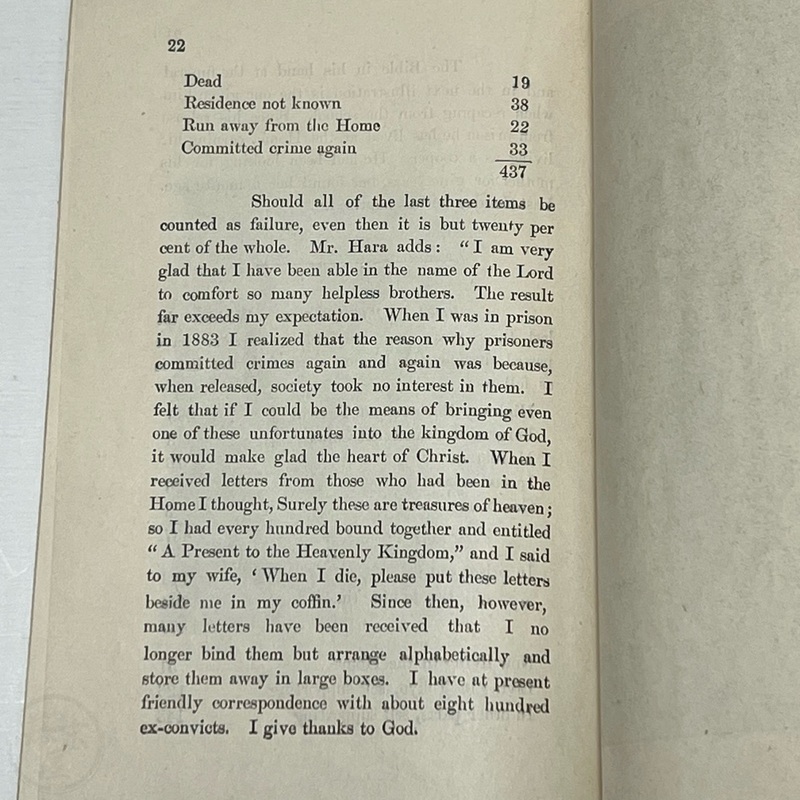 22
Dead 19
Residence not known 38
Run away from the Home 22
Committed crime again 33
437
Should all of the last three items be
counted as failure, even then it is but twenty per
cent of the whole. Mr. Hara adds: "I am very
glad that I have been able in the name of the Lord
to comfort so many helpless brothers. The result
far exceeds my expectation. When I was in prison
in 1883 I realized that the reason why prisoners
committed crimes again and again was because,
when released, society took no interest in them. I
felt that if I could be the means of bringing even
one of these unfortunates into the kingdom of God,
it would make glad the heart of Christ. When I
received letters from those who had been in the
Home I thought, Surely these are treasures of heaven;
so I had every hundred bound together and entitled
"A Present to the Heavenly Kingdom," and I said
to my wife, 'When I die, please put these letters
beside me in my coffin.' Since then, however,
many letters have been received that I no
longer bind them but arrange alphabetically and
store them away in large boxes. I have at present
friendly correspondence with about eight hundred
ex-convicts. I give thanks to God.